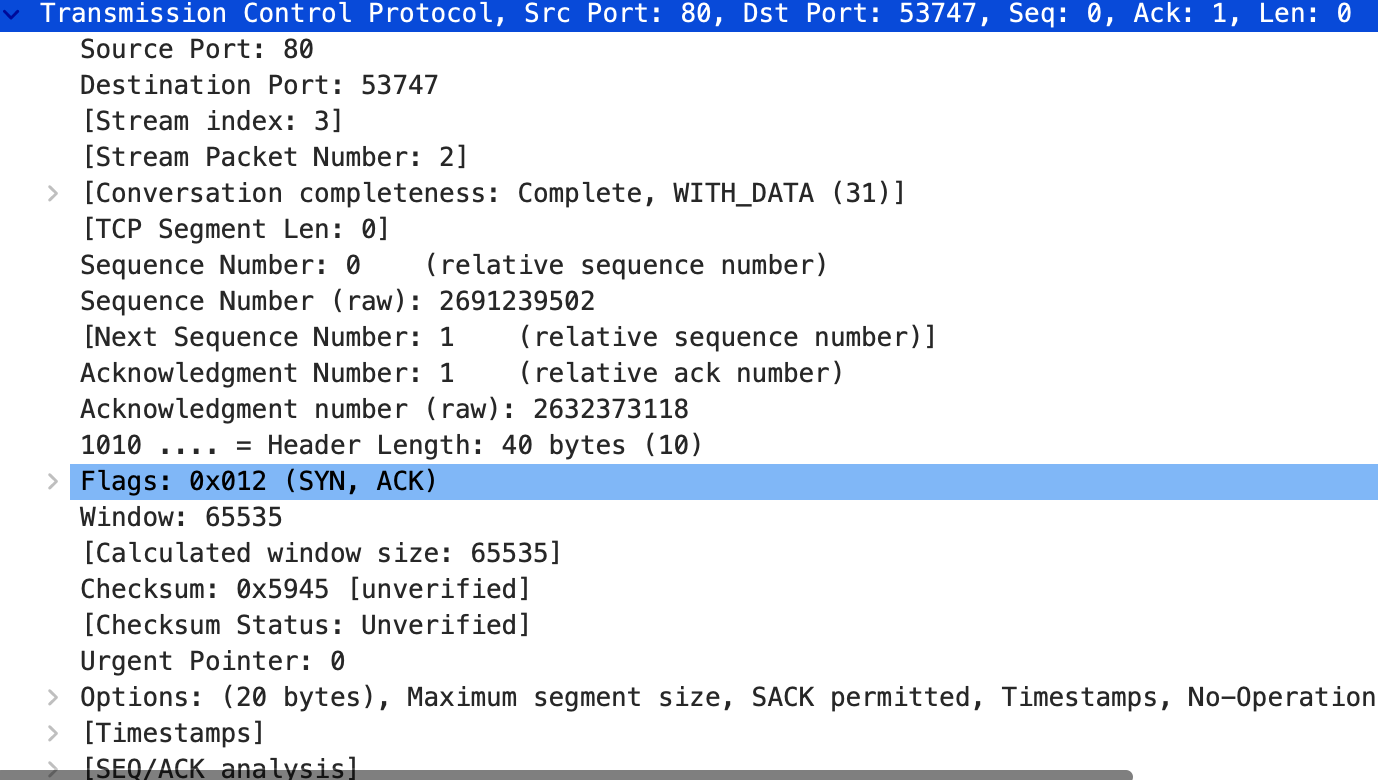 Transmission Control Protocol, Src Port: 80, Dst Port: 53747, Seq: 0, Ack: 1, Len: 0
Source Port: 80
Destination Port: 53747
[Stream index: 3]
[Stream Packet Number: 2]
[Conversation completeness: Complete, WITH_DATA (31)]
[TCP Segment Len: 0]
Sequence Number: 0    (relative sequence number)
Sequence Number (raw): 2691239502
[Next Sequence Number: 1    (relative sequence number)]
Acknowledgment Number: 1    (relative ack number)
Acknowledgment number (raw): 2632373118
1010 .... = Header Length: 40 bytes (10)
Flags: 0x012 (SYN, ACK)
Window: 65535
[Calculated window size: 65535]
Checksum: 0x5945 [unverified]
[Checksum Status: Unverified]
Urgent Pointer: 0
Options: (20 bytes), Maximum segment size, SACK permitted, Timestamps, No-Operation
[Timestamps]
[SEQ/ACK analysis]